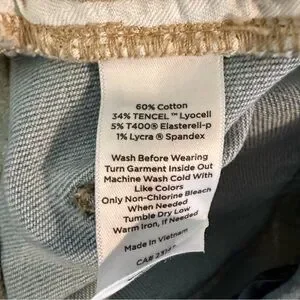 60% Cotton
34% TENCEL™ Lyocell
5% T400® Elasterell-p
1% Lycra® Spandex
Wash Before Wearing
Turn Garment Inside Out
Machine Wash Cold With
Like Colors
Only Non-Chlorine Bleach
When Needed
Tumble Dry Low
Warm Iron, if Needed
Made in Vietnam